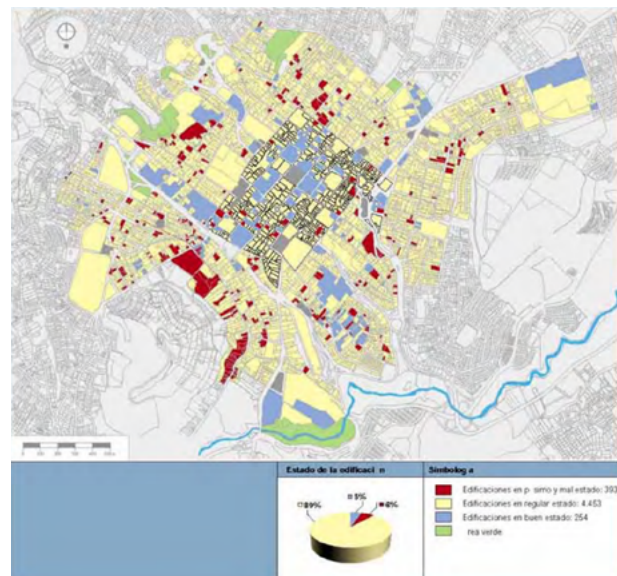 Estado de la edificaci n
89%
5%
8%
Simbolog a
Edificaciones en p simo y mal estado: 393
Edificaciones en regular estado: 4.453
Edificaciones en buen estado: 254
rea verde